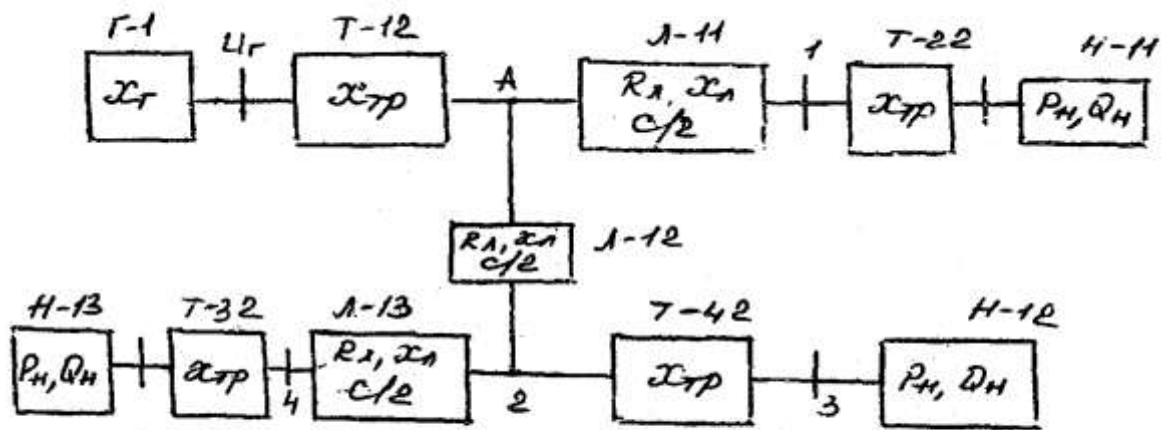 Г-1 Uг Т-12 Л-11 1 Т-22 Н-11
Xг Xтр А Rл, Xл Xтр Pн, Qн
С/2
Rл, Xл Л-12
С/2
Н-13 Т-32 Л-13 Т-42 Н-12
Pн, Qн Xтр Rл, Xл Xтр Pн, Qн
4 С/2 2 3